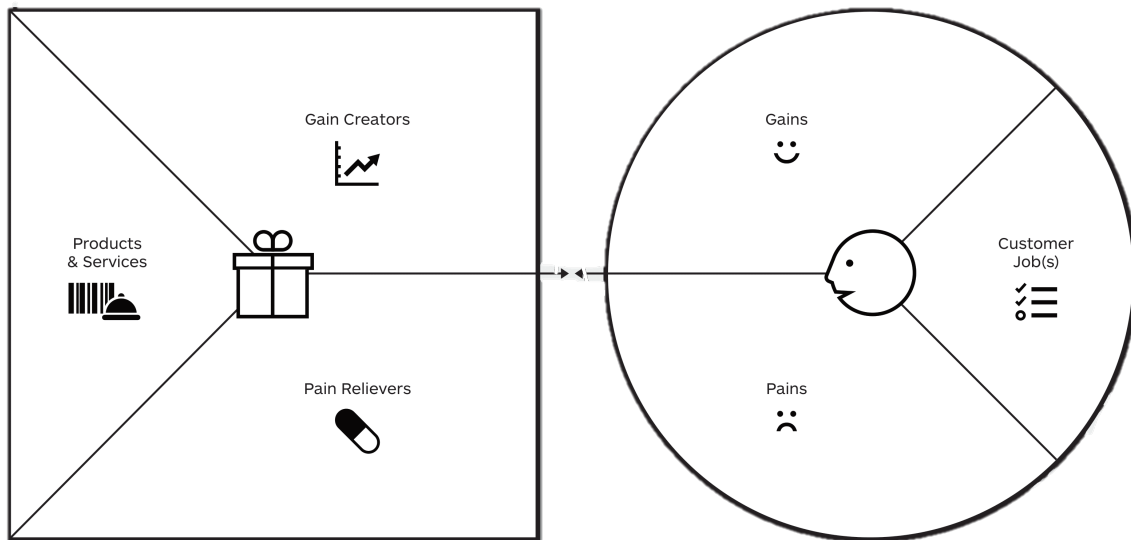 Gain Creators
Products
& Services
Pain Relievers
Gains
Customer
Job(s)
Pains